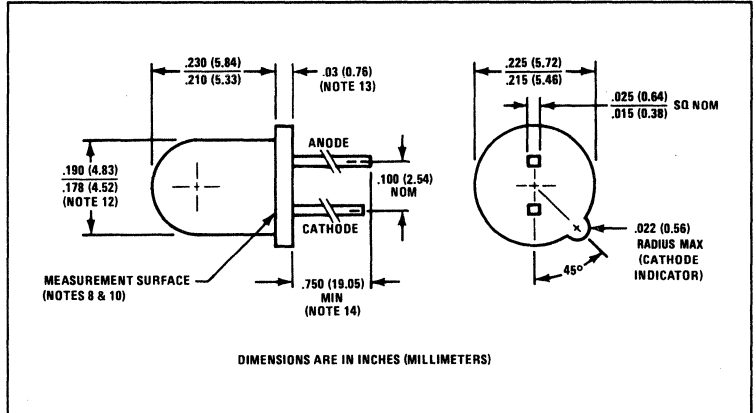 .230 (5.84)
.210 (5.33)
.03 (0.76)
(NOTE 13)
ANODE
.190 (4.83)
.178 (4.52)
(NOTE 12)
.100 (2.54)
NOM
CATHODE
MEASUREMENT SURFACE
(NOTES 8 & 10)
.750 (19.05)
MIN
(NOTE 14)
.225 (5.72)
.215 (5.46)
.025 (0.64)
.015 (0.38) SQ NOM
.022 (0.56)
RADIUS MAX
(CATHODE
INDICATOR)
45°
DIMENSIONS ARE IN INCHES (MILLIMETERS)